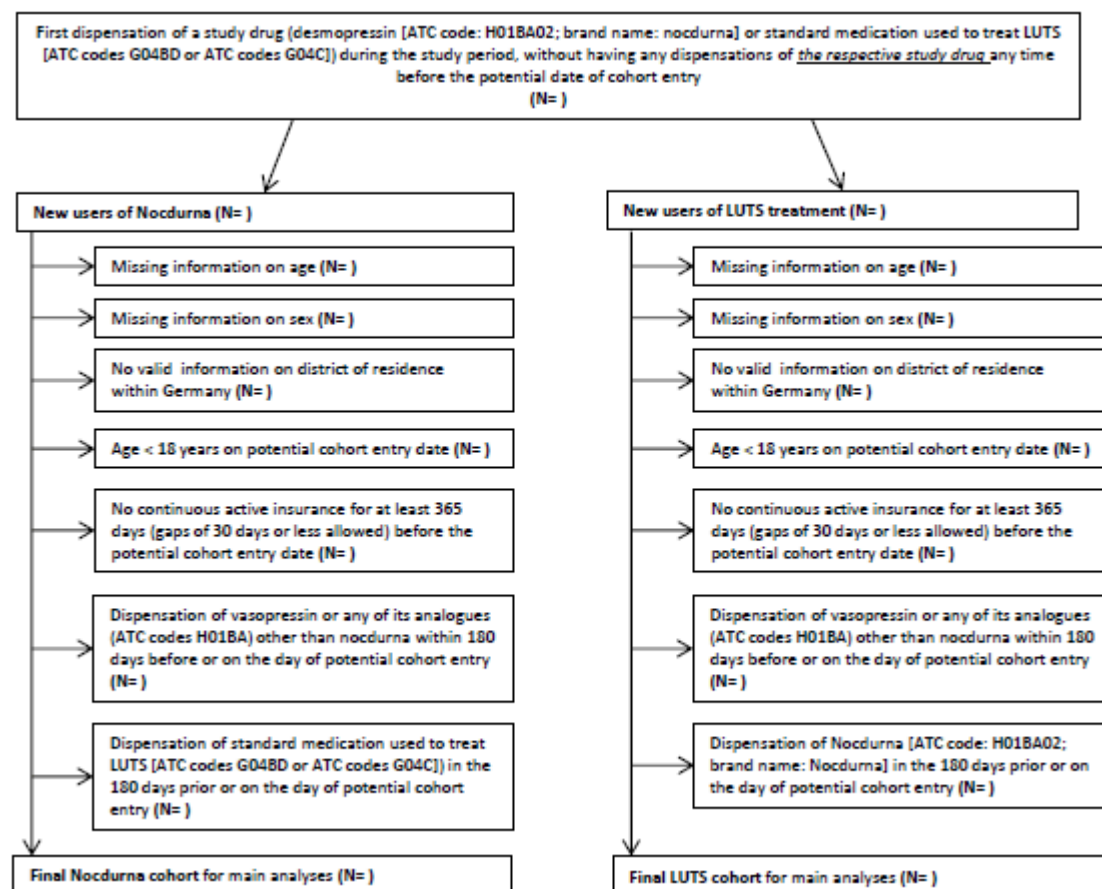 First dispensation of a study drug (desmopressin [ATC code: H01BA02; brand name: nocdurna] or standard medication used to treat LUTS
[ATC codes G04BD or ATC codes G04C]) during the study period, without having any dispensations of the respective study drug any time
before the potential date of cohort entry
(N= )
New users of Nocdurna (N= )
Missing information on age (N= )
Missing information on sex (N= )
No valid information on district of residence
within Germany (N= )
Age < 18 years on potential cohort entry date (N= )
No continuous active insurance for at least 365
days (gaps of 30 days or less allowed) before the
potential cohort entry date (N= )
Dispensation of vasopressin or any of its analogues
(ATC codes H01BA) other than nocdurna within 180
days before or on the day of potential cohort entry
(N= )
Dispensation of standard medication used to treat
LUTS [ATC codes G04BD or ATC codes G04C]) in the
180 days prior or on the day of potential cohort
entry (N= )
Final Nocdurna cohort for main analyses (N= )
New users of LUTS treatment (N= )
Missing information on age (N= )
Missing information on sex (N= )
No valid information on district of residence
within Germany (N= )
Age < 18 years on potential cohort entry date (N= )
No continuous active insurance for at least 365
days (gaps of 30 days or less allowed) before the
potential cohort entry date (N= )
Dispensation of vasopressin or any of its analogues
(ATC codes H01BA) other than nocdurna within 180
days before or on the day of potential cohort entry
(N= )
Dispensation of Nocdurna [ATC code: H01BA02;
brand name: Nocdurna] in the 180 days prior or on
the day of potential cohort entry (N= )
Final LUTS cohort for main analyses (N= )